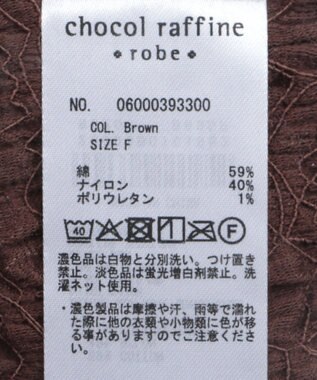 chocol raffine
robe
NO. 06000393300
COL. Brown
SIZE F
綿 59%
ナイロン 40%
ポリウレタン 1%
40 F
濃色品は白物と分別洗い。つけ置き
禁止。淡色品は蛍光増白剤禁止。洗
濯ネット使用。
・濃色製品は摩擦や汗、雨等で濡れ
た際に他の衣類や小物類に色が移
る事がありますのでご注意くださ
い。